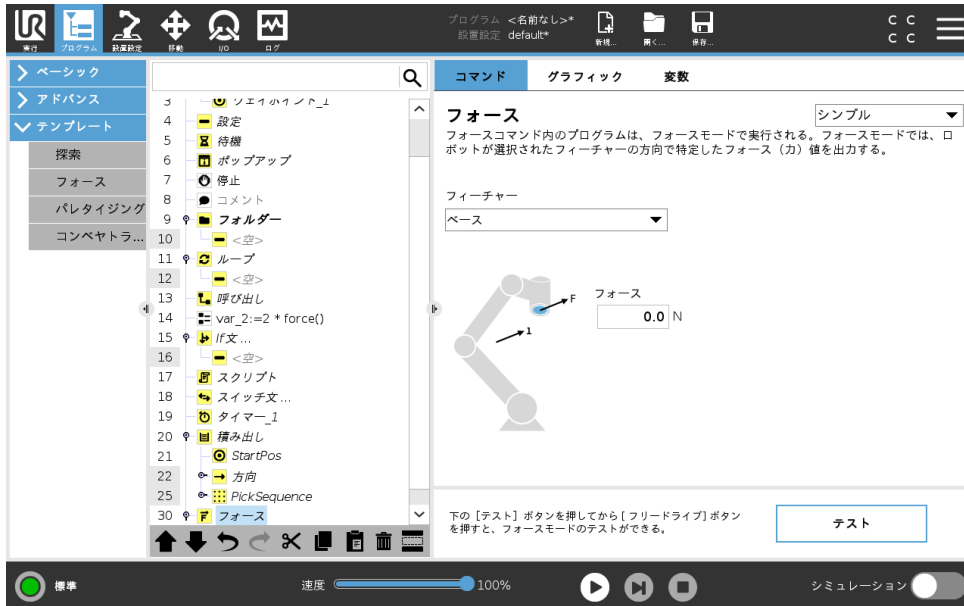 UR
実行
プログラム
設置設定
移動
I/O
ログ
プログラム <名前なし>*
設置設定 default*
新規...
開く...
保存...
C C
C C
ベーシック
アドバンス
テンプレート
探索
フォース
パレタイジング
コンベヤトラ...
3 ウェイポイント_1
4 設定
5 待機
6 ポップアップ
7 停止
8 コメント
9 フォルダー
10 <空>
11 ループ
12 <空>
13 呼び出し
14 var_2:=2 * force()
15 If文 ...
16 <空>
17 スクリプト
18 スイッチ文 ...
19 タイマー_1
20 積み出し
21 StartPos
22 方向
25 PickSequence
30 フォース
コマンド グラフィック 変数
フォース
シンプル
フォースコマンド内のプログラムは、フォースモードで実行される。フォースモードでは、ロ
ボットが選択されたフィーチャーの方向で特定したフォース（力）値を出力する。
フィーチャー
ベース
F
1
フォース
0.0 N
下の［テスト］ボタンを押してから[フリードライブ]ボタン
を押すと、フォースモードのテストができる。
テスト
標準
速度 100%
シミュレーション